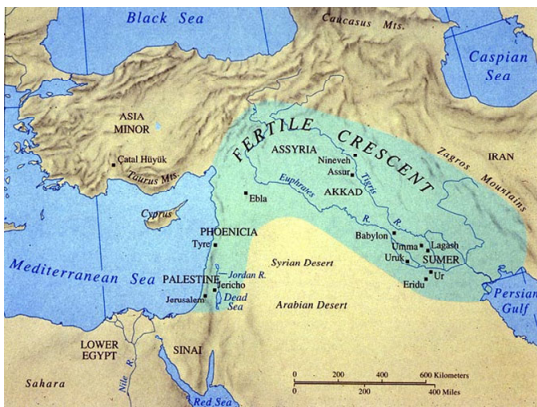 Black Sea
Caucasus Mts.
Caspian
Sea
ASIA
MINOR
FERTILE CRESCENT
ASSYRIA
Nineveh
Assur
Zagros Mountains
IRAN
Çatal Hüyük
Taurus Mts.
AKKAD
Tigris R.
Euphrates R.
Ebla
Cyprus
PHOENICIA
Tyre
Babylon
Umma
Lagash
Uruk
SUMER
Ur
Eridu
Mediterranean Sea
Syrian Desert
PALESTINE
Jordan R.
Jericho
Jerusalem
Dead
Sea
Arabian Desert
Persian
Gulf
LOWER
EGYPT
SINAI
Nile R.
Sahara
Red Sea
0 200 400 600 Kilometers
0 200 400 Miles